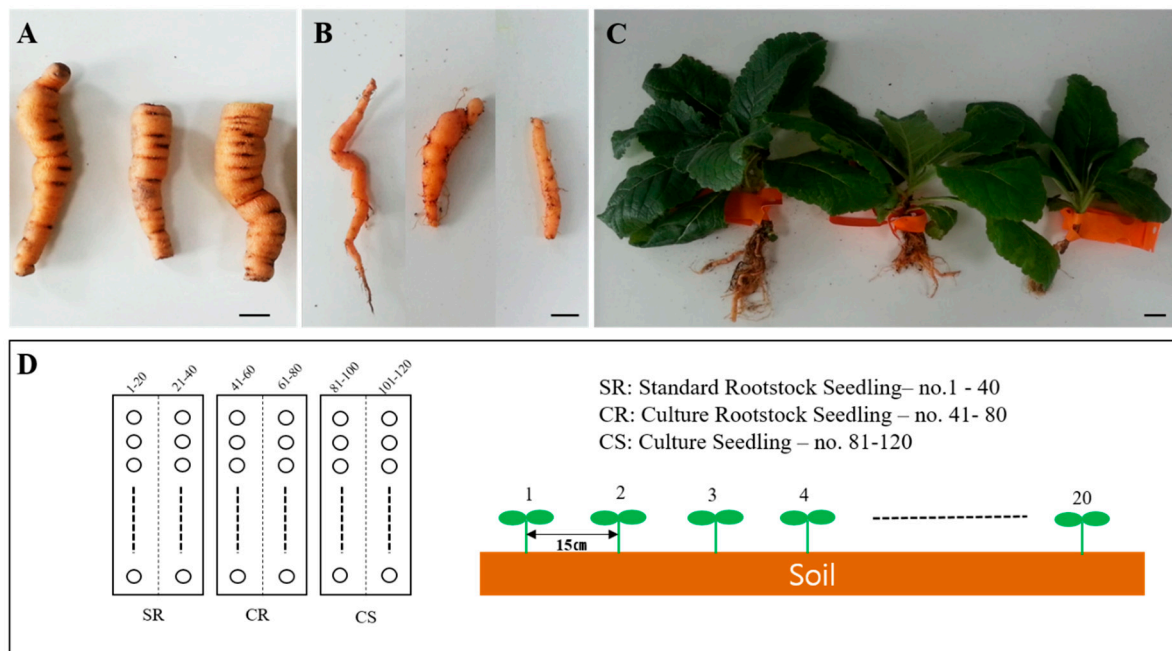 A
B
C
D
1-20
21-40
41-60
61-80
81-100
101-120
SR
CR
CS
SR: Standard Rootstock Seedling– no.1 - 40
CR: Culture Rootstock Seedling – no. 41- 80
CS: Culture Seedling – no. 81-120
1
2
3
4
20
15㎝
Soil